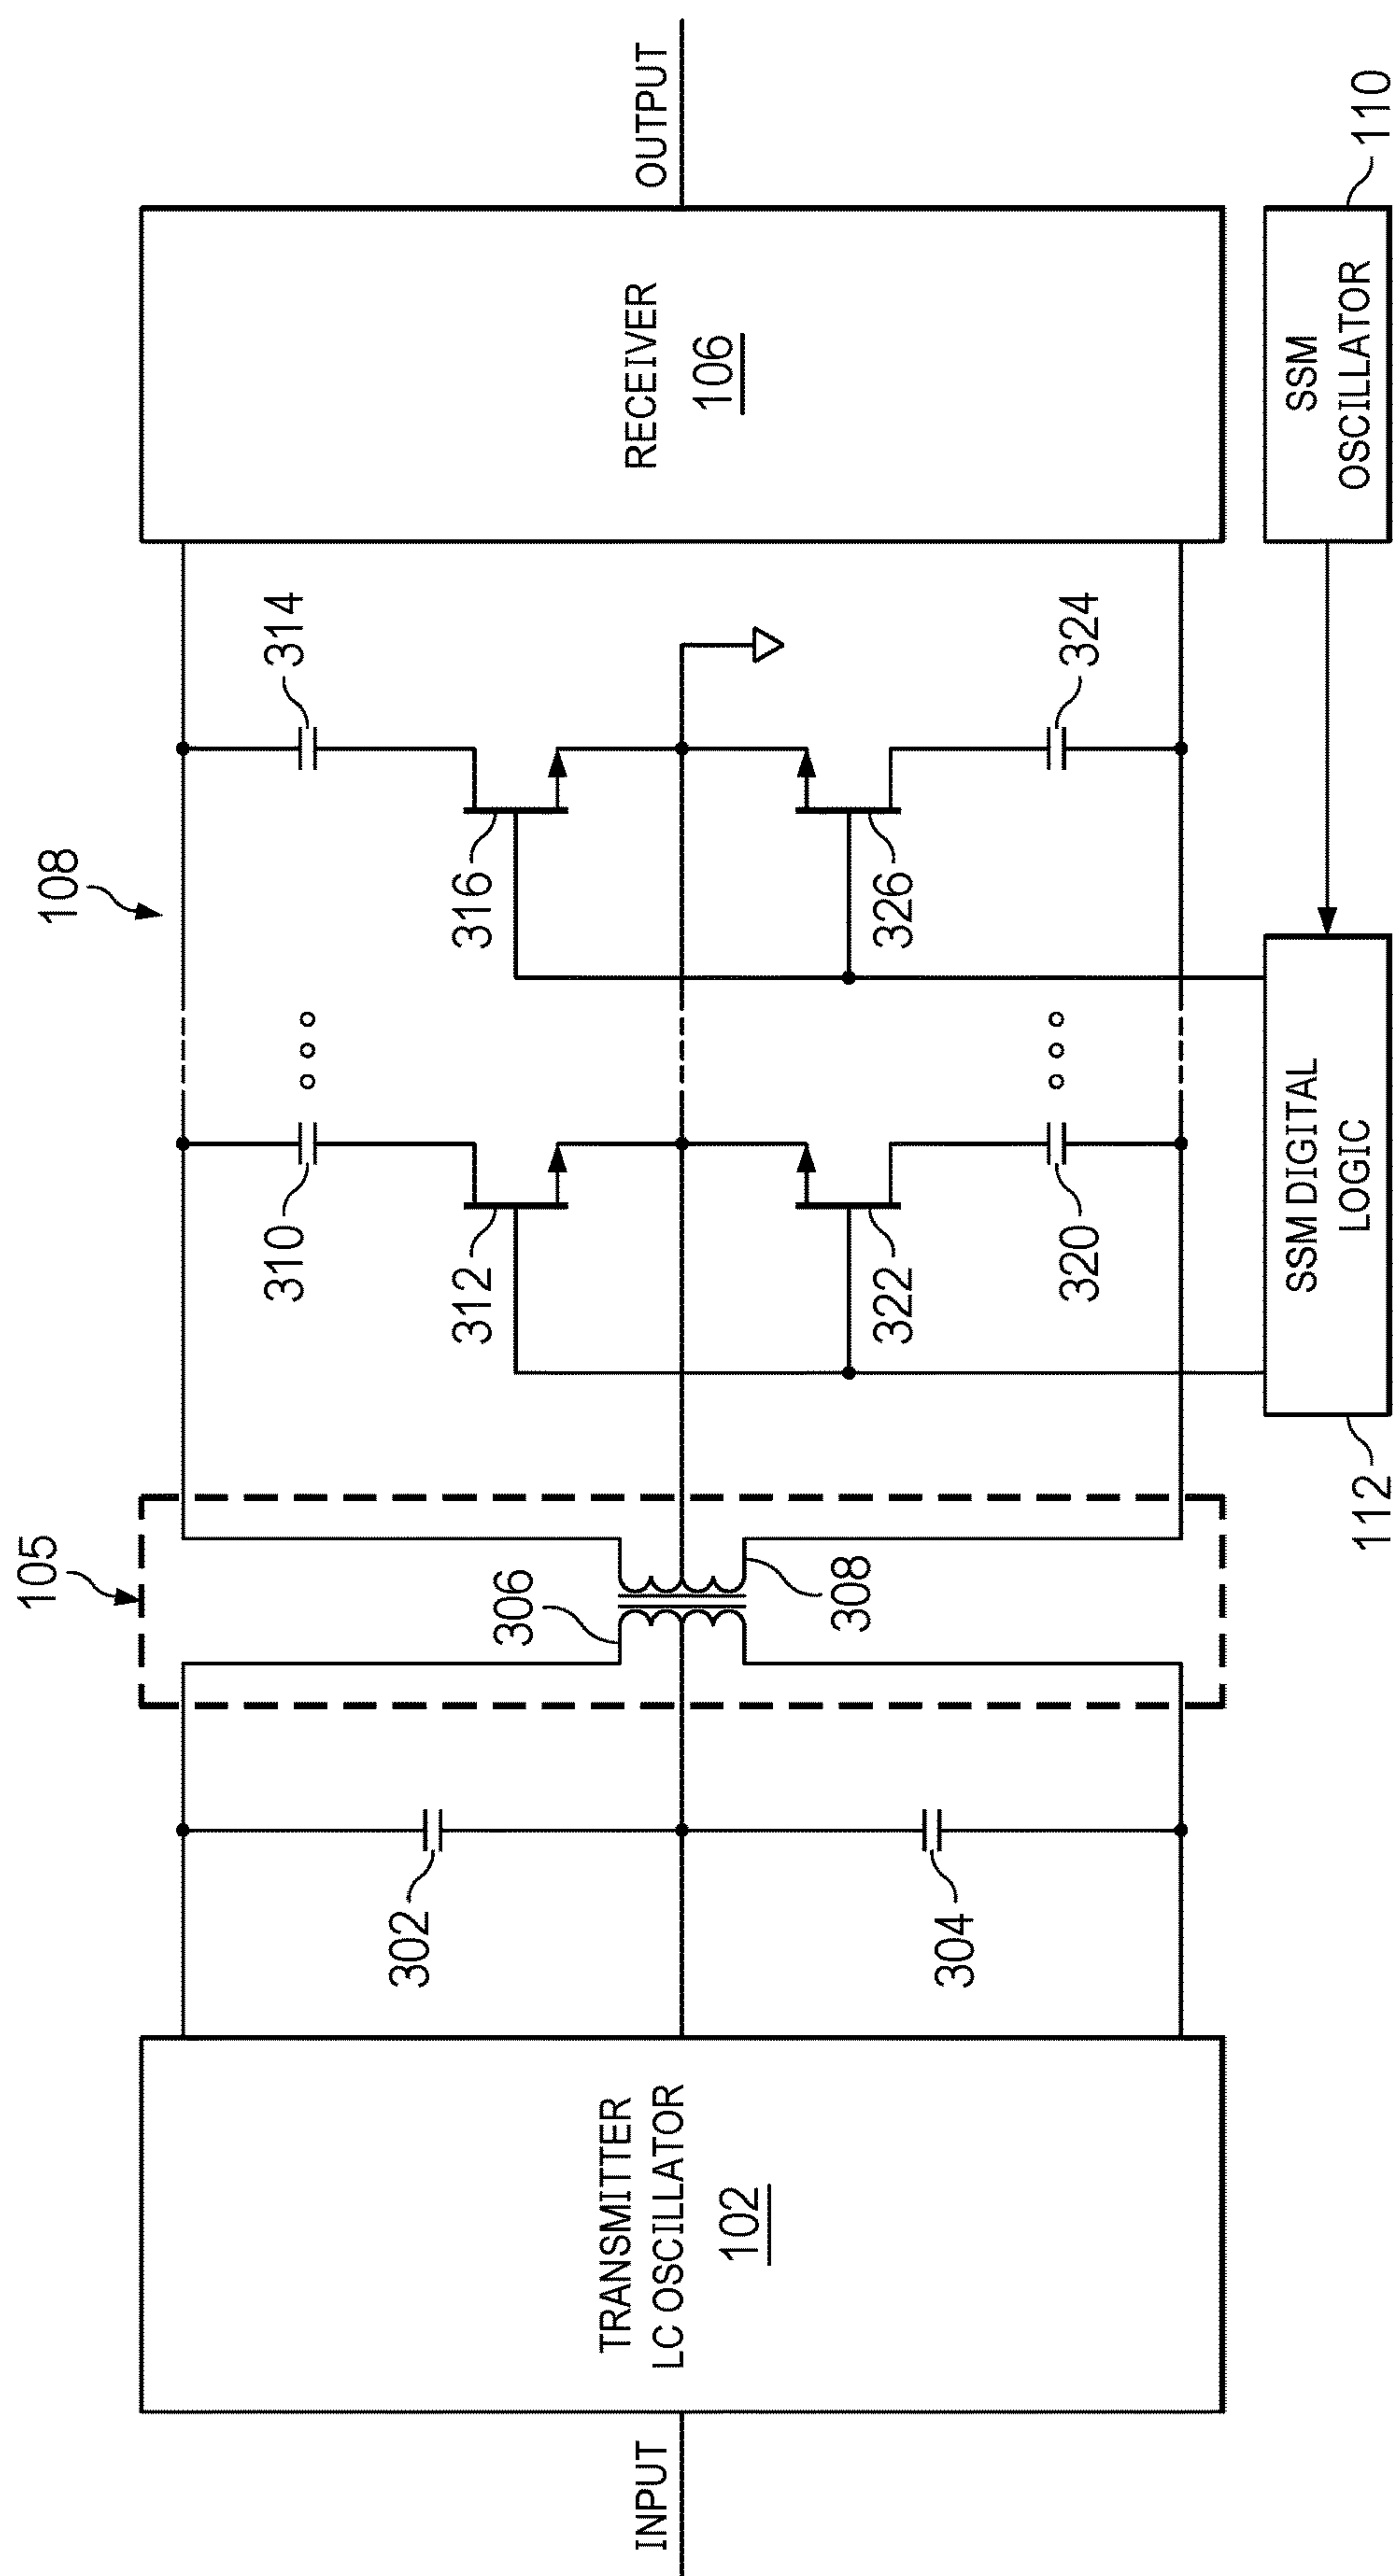 INPUT
TRANSMITTER
LC OSCILLATOR
102
302
304
105
306
308
108
310
312
314
316
320
322
324
326
RECEIVER
106
OUTPUT
SSM DIGITAL
LOGIC
112
SSM
OSCILLATOR
110